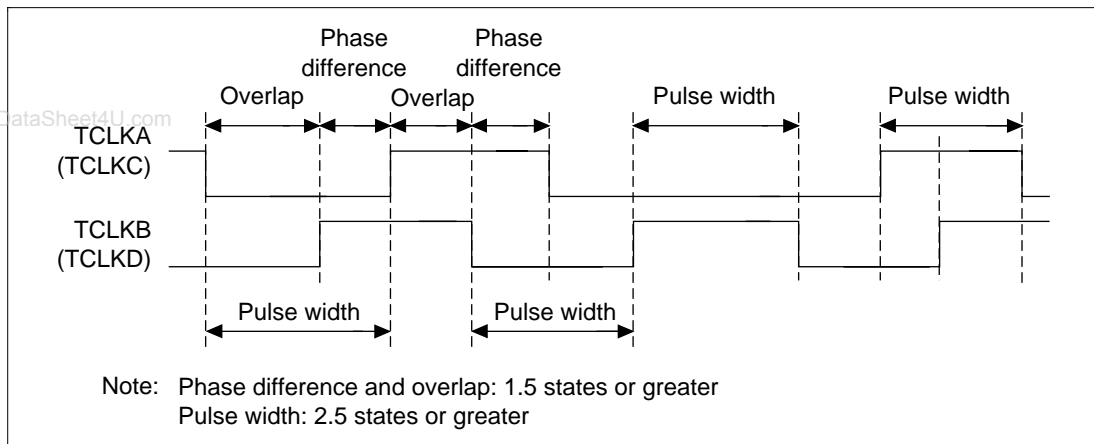 Phase
difference
Phase
difference
Overlap
Overlap
Pulse width
Pulse width
DataSheet4U.com
TCLKA
(TCLKC)
TCLKB
(TCLKD)
Pulse width
Pulse width
Note: Phase difference and overlap: 1.5 states or greater
Pulse width: 2.5 states or greater